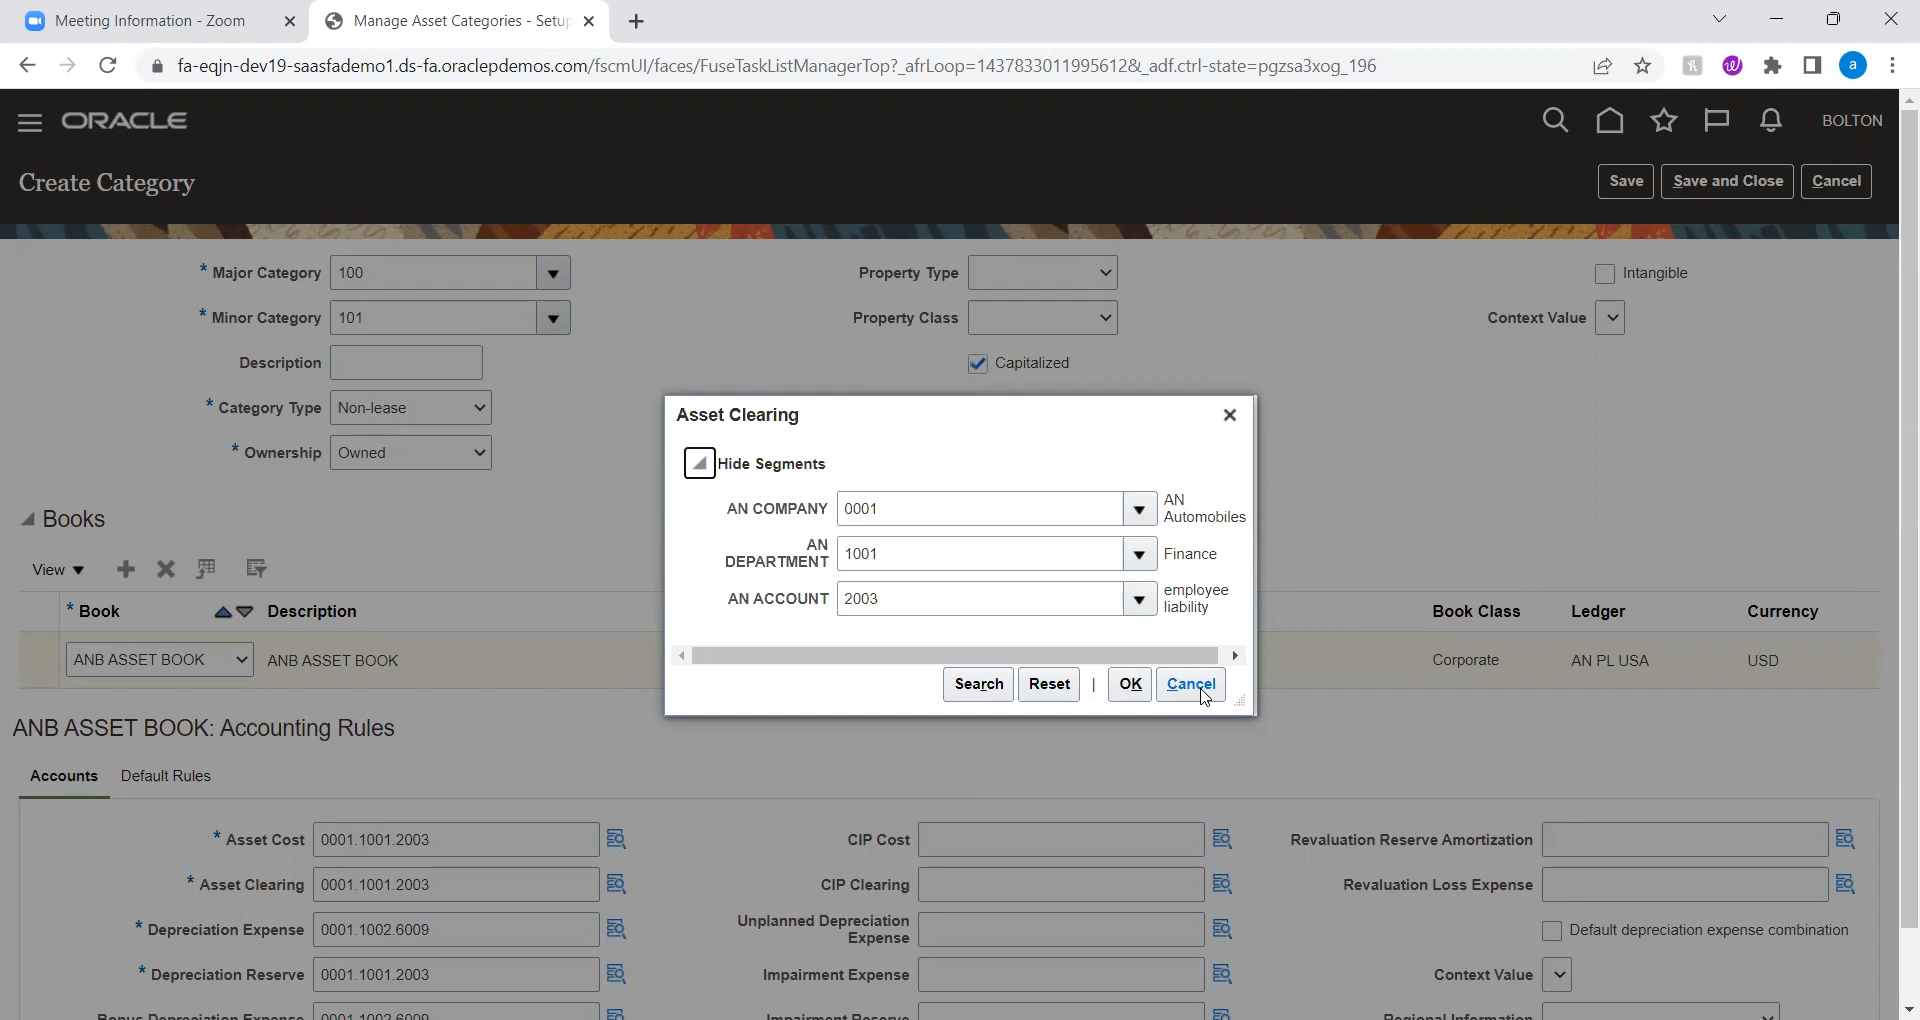 Meeting Information - Zoom
Manage Asset Categories - Setup
fa-eqjn-dev19-saasfademo1.ds-fa.oraclepdemos.com/fscmUI/faces/FuseTaskListManagerTop?_afrLoop=14378330119956128&_adf.ctrl-state=pgzsa3xog_196
a
ORACLE
BOLTON
Create Category
Save
Save and Close
Cancel
* Major Category 100
Property Type
Intangible
* Minor Category 101
Property Class
Context Value
Description
Capitalized
* Category Type Non-lease
* Ownership Owned
Asset Clearing
Hide Segments
AN COMPANY 0001 AN
Automobiles
AN
DEPARTMENT 1001 Finance
AN ACCOUNT 2003 employee
liability
Search Reset | OK Cancel
Books
View
* Book Description Book Class Ledger Currency
ANB ASSET BOOK ANB ASSET BOOK Corporate AN PL USA USD
ANB ASSET BOOK: Accounting Rules
Accounts Default Rules
* Asset Cost 0001.1001.2003 CIP Cost Revaluation Reserve Amortization
* Asset Clearing 0001.1001.2003 CIP Clearing Revaluation Loss Expense
* Depreciation Expense 0001.1002.6009 Unplanned Depreciation
Expense Default depreciation expense combination
* Depreciation Reserve 0001.1001.2003 Impairment Expense Context Value
Bonus Depreciation Expense 0001.1002.6009 Impairment Reserve Regional Information